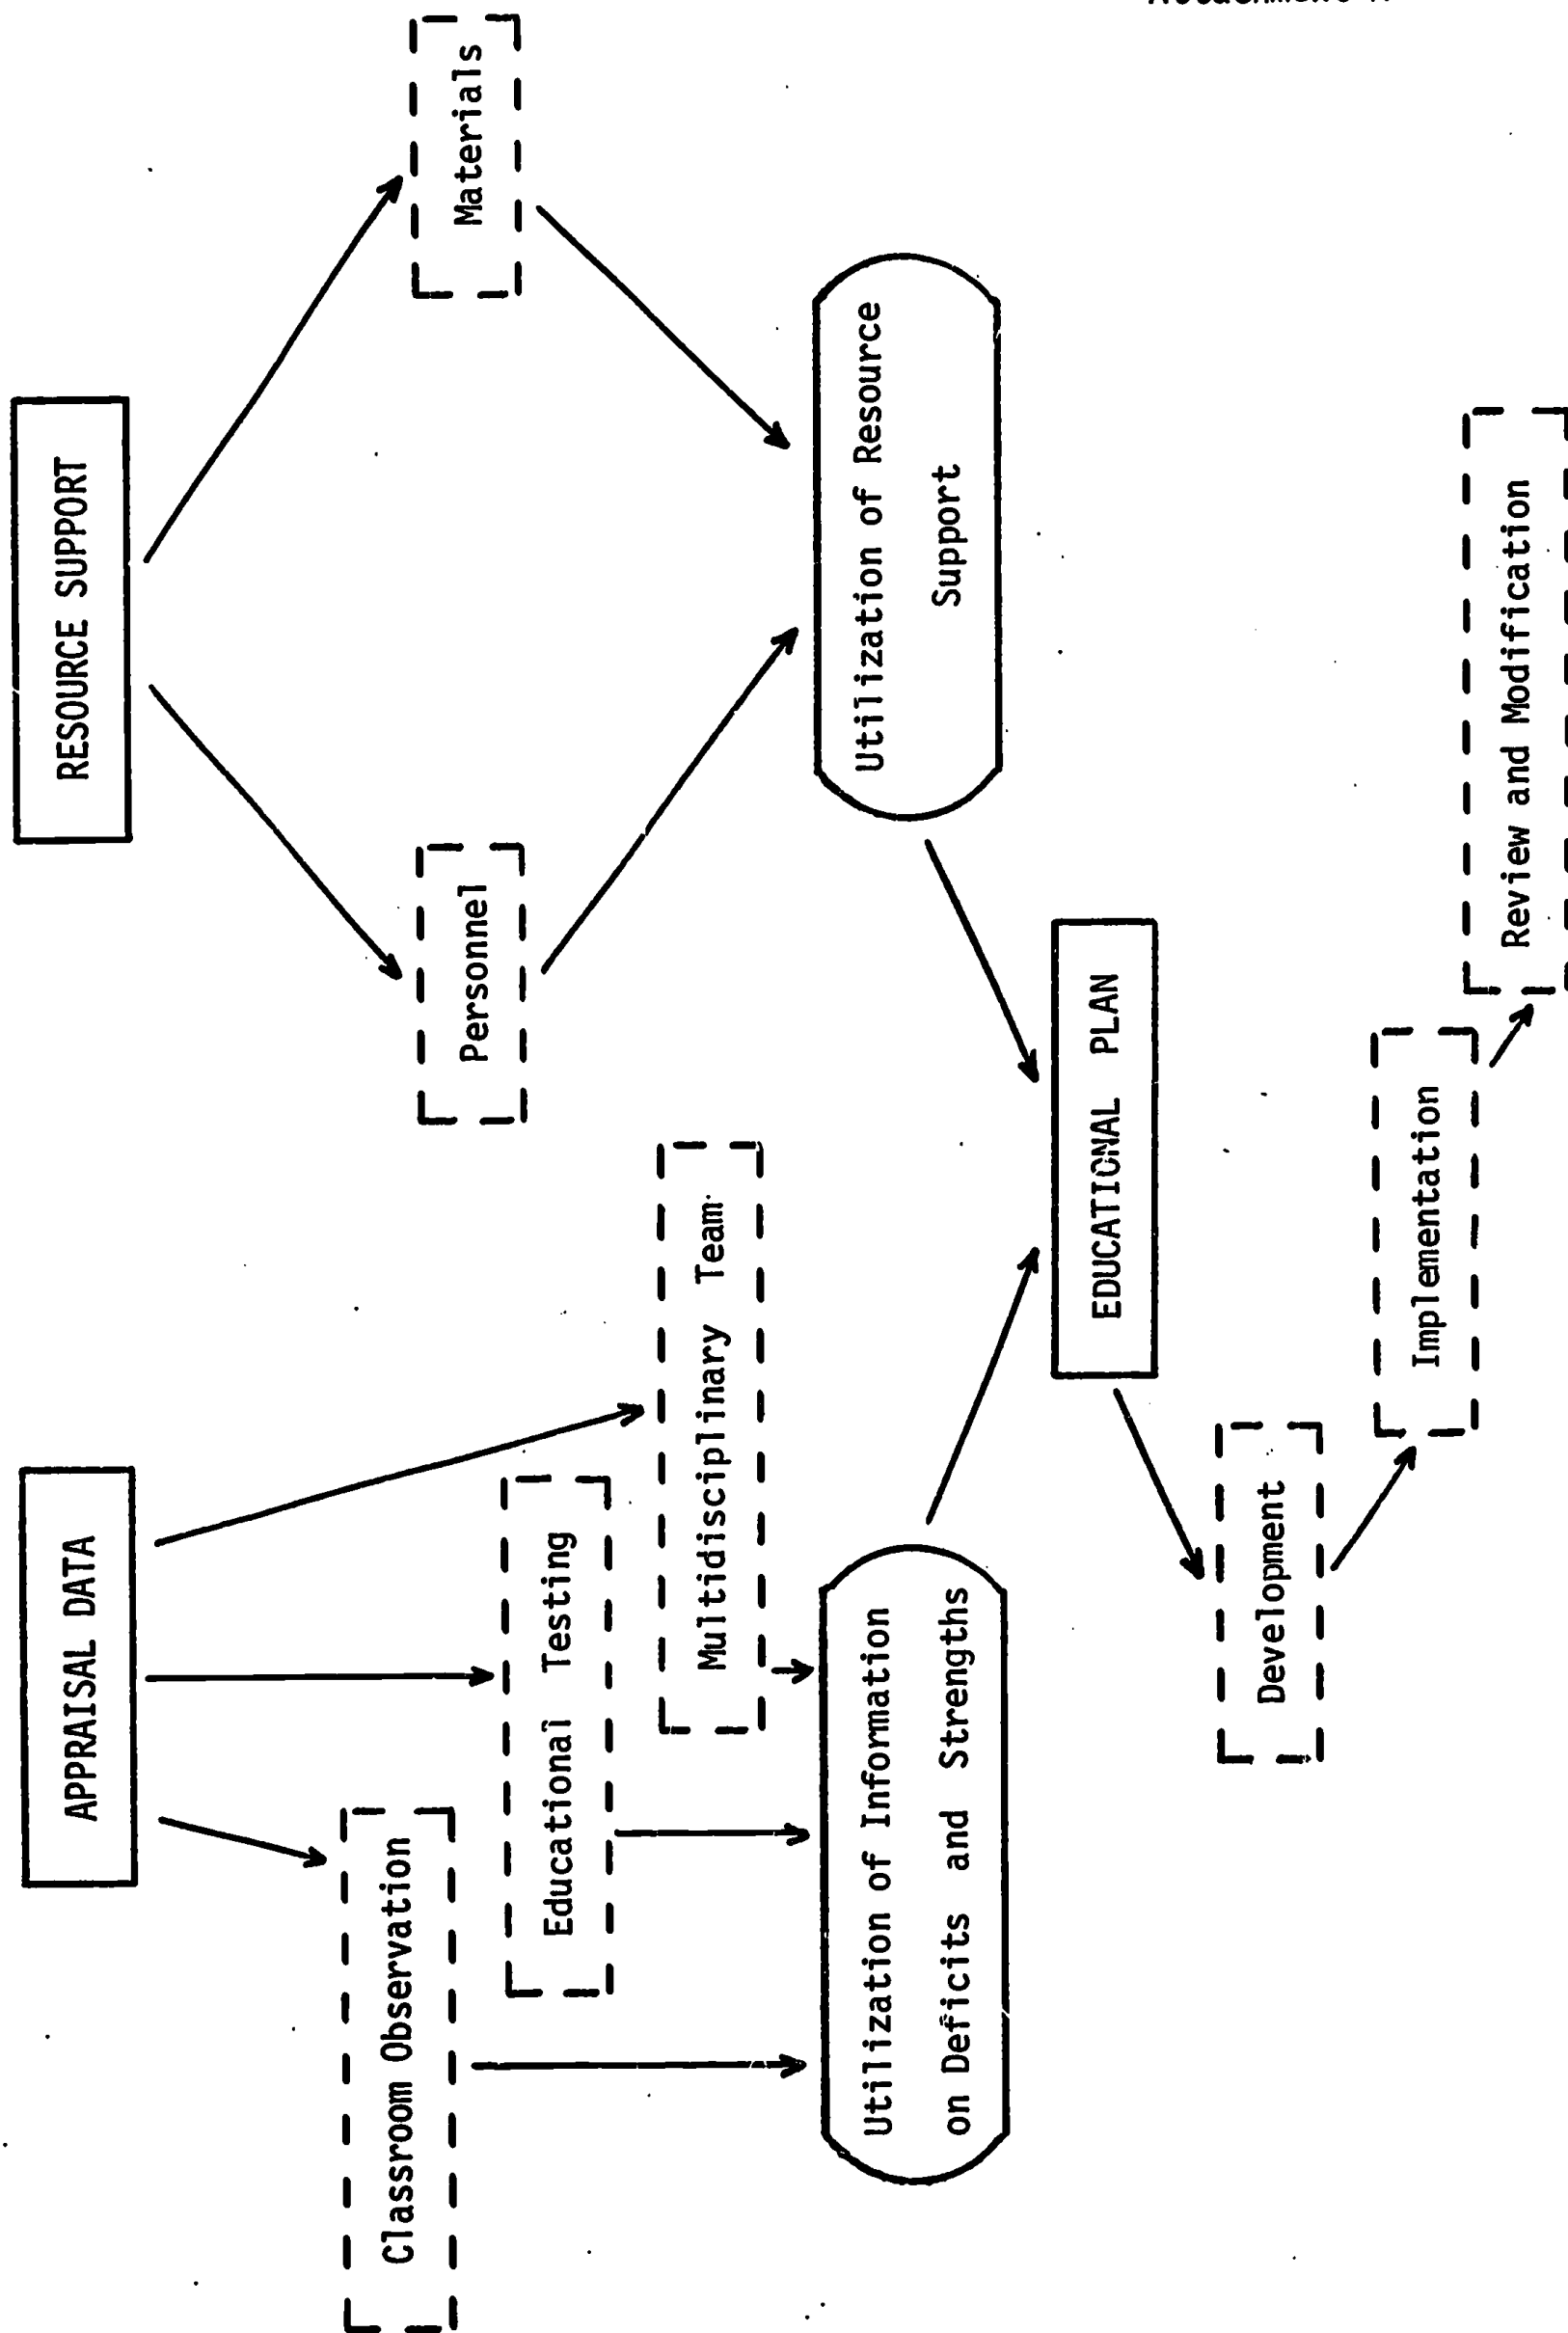 APPRAISAL DATA
RESOURCE SUPPORT
Classroom Observation
Educational Testing
Multidisciplinary Team
Personnel
Materials
Utilization of Information
on Deficits and Strengths
Utilization of Resource
Support
EDUCATIONAL PLAN
Development
Implementation
Review and Modification